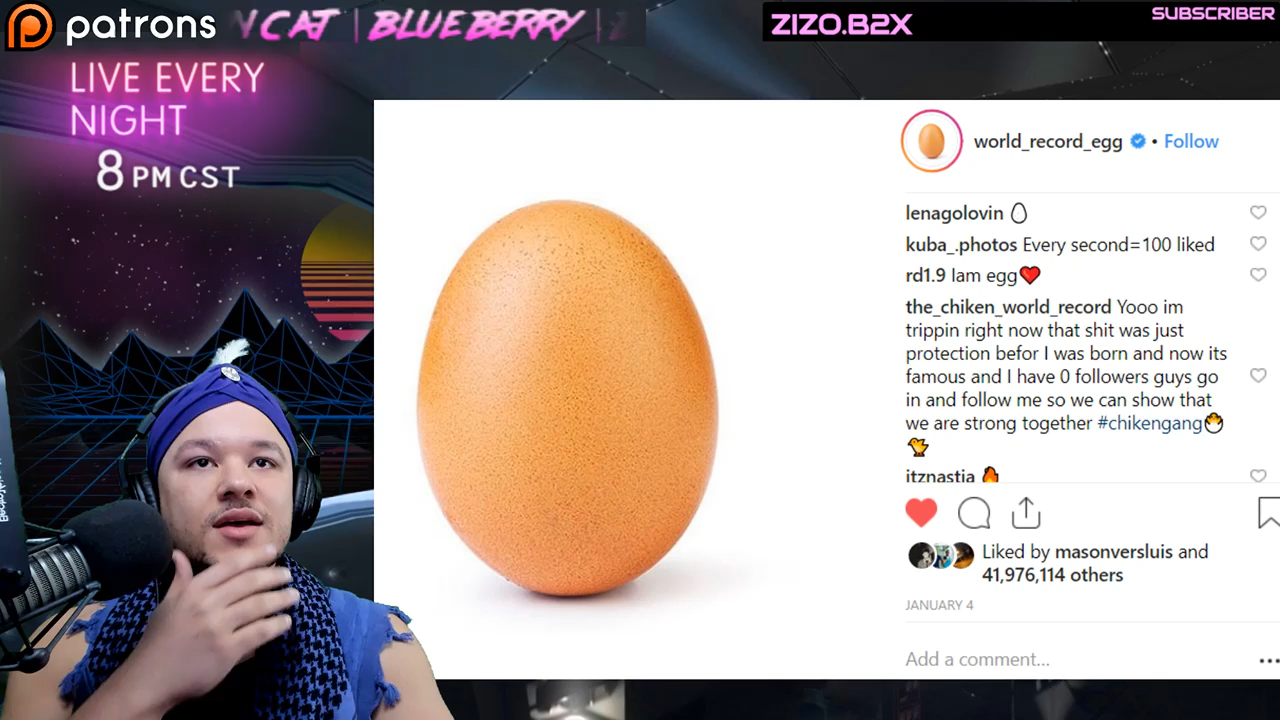 patrons
Y CAT | BLUEBERRY |
ZIZO.B2X
SUBSCRIBER
LIVE EVERY
NIGHT
8 PM CST
world_record_egg • Follow
lenagolovin 🥚
kuba_.photos Every second=100 liked
rd1.9 Iam egg❤️
the_chiken_world_record Yooo im
trippin right now that shit was just
protection befor I was born and now its
famous and I have 0 followers guys go
in and follow me so we can show that
we are strong together #chikengang🐣
🐤
itznastia 🔥
Liked by masonversluis and
41,976,114 others
JANUARY 4
Add a comment...